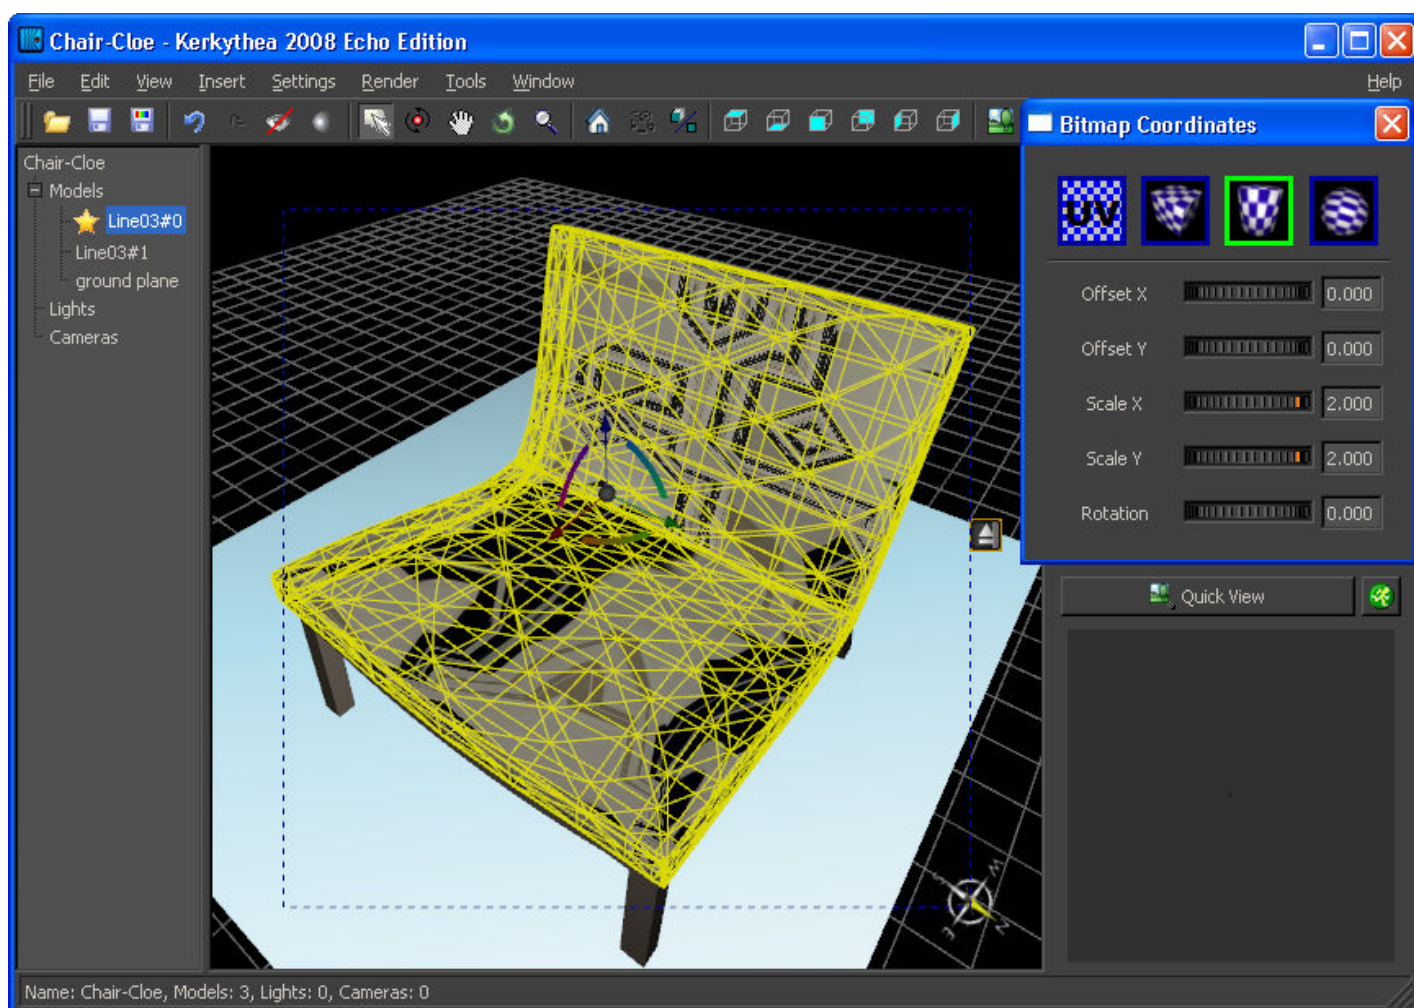 Chair-Cloe - Kerkythea 2008 Echo Edition
File Edit View Insert Settings Render Tools Window Help
Bitmap Coordinates
Chair-Cloe
Models
Line03#0
Line03#1
ground plane
Lights
Cameras
UV
Offset X 0.000
Offset Y 0.000
Scale X 2.000
Scale Y 2.000
Rotation 0.000
Quick View
W
N
Name: Chair-Cloe, Models: 3, Lights: 0, Cameras: 0